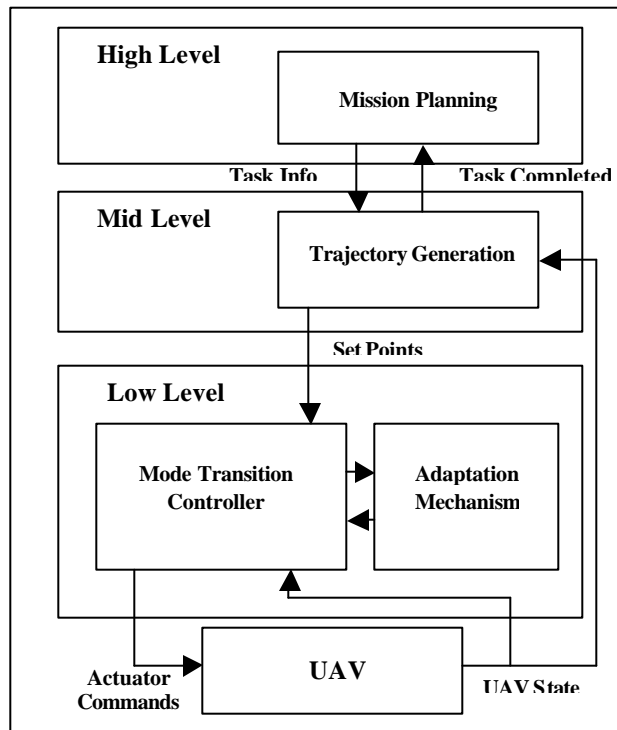 High Level
Mission Planning
Task Info
Task Completed
Mid Level
Trajectory Generation
Set Points
Low Level
Mode Transition
Controller
Adaptation
Mechanism
UAV
Actuator
Commands
UAV State